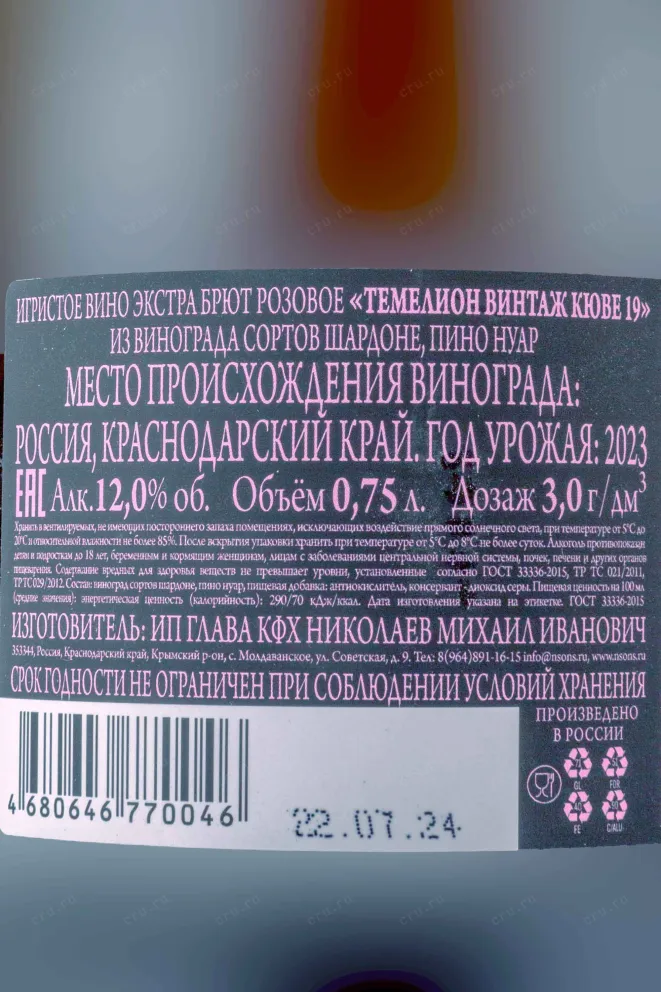 ИГРИСТОЕ ВИНО ЭКСТРА БРЮТ РОЗОВОЕ «ТЕМЕЛИОН ВИНТАЖ КЮВЕ 19»
ИЗ ВИНОГРАДА СОРТОВ ШАРДОНЕ, ПИНО НУАР
МЕСТО ПРОИСХОЖДЕНИЯ ВИНОГРАДА:
РОССИЯ, КРАСНОДАРСКИЙ КРАЙ. ГОД УРОЖАЯ: 2023
ЕАС Алк.12,0% об. Объём 0,75 л. Дозаж 3,0 г/дм3
Хранить в вентилируемых, не имеющих постороннего запаха помещениях, исключающих воздействие прямого солнечного света, при температуре от 5°С до
20°С и относительной влажности не более 85%. После вскрытия упаковки хранить при температуре от 5°С до 8°С не более суток. Алкоголь противопоказан
детям и подросткам до 18 лет, беременным и кормящим женщинам, лицам с заболеваниями центральной нервной системы, почек, печени и других органов
пищеварения. Содержание вредных для здоровья веществ не превышает уровни, установленные согласно ГОСТ 33336-2015, ТР ТС 021/2011,
ТР ТС 029/2012. Состав: виноград сортов шардоне, пино нуар, пищевая добавка: антиокислитель, консервант - диоксид серы. Пищевая ценность на 100 мл
(средние значения): энергетическая ценность (калорийность): 290/70 кДж/ккал. Дата изготовления указана на этикетке. ГОСТ 33336-2015
ИЗГОТОВИТЕЛЬ: ИП ГЛАВА КФХ НИКОЛАЕВ МИХАИЛ ИВАНОВИЧ
353344, Россия, Краснодарский край, Крымский р-он, с. Молдаванское, ул. Советская, д. 9. Тел: 8(964)891-16-15 info@nsons.ru, www.nsons.ru
СРОК ГОДНОСТИ НЕ ОГРАНИЧЕН ПРИ СОБЛЮДЕНИИ УСЛОВИЙ ХРАНЕНИЯ
ПРОИЗВЕДЕНО
В РОССИИ
4 680646 770046
22.07.24
71 51
GL FOR
40 90
FE C/ALU
cru.ru